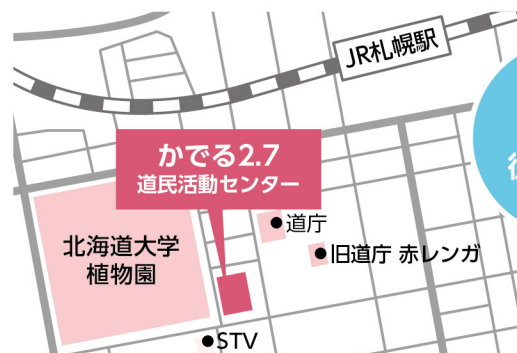 JR札幌駅
かでる2.7
道民活動センター
道庁
北海道大学
植物園
旧道庁 赤レンガ
STV